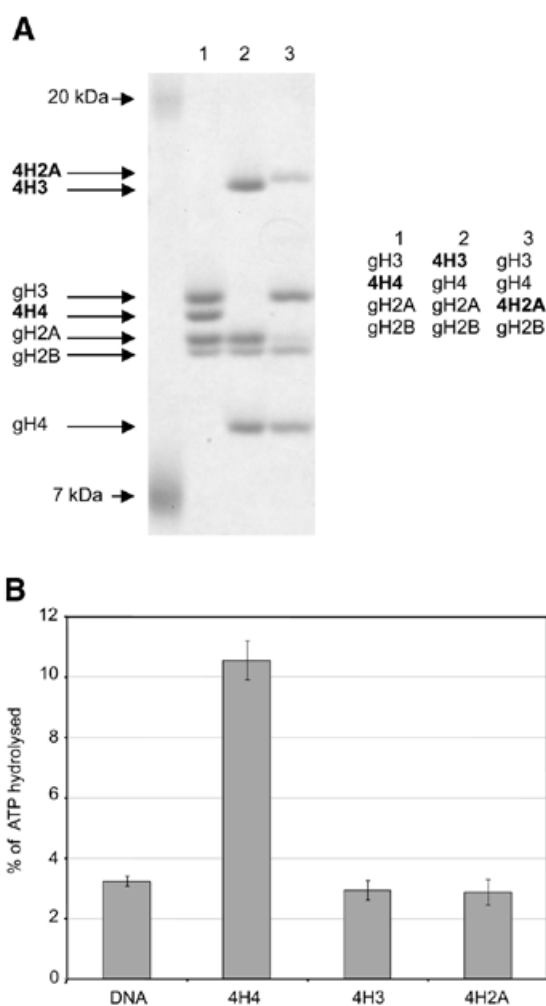 A
1 2 3
20 kDa
4H2A
4H3
gH3
4H4
gH2A
gH2B
gH4
7 kDa
1 2 3
gH3 4H3 gH3
4H4 gH4 gH4
gH2A gH2A 4H2A
gH2B gH2B gH2B
B
12
10
8
6
4
2
0
% of ATP hydrolysed
DNA 4H4 4H3 4H2A